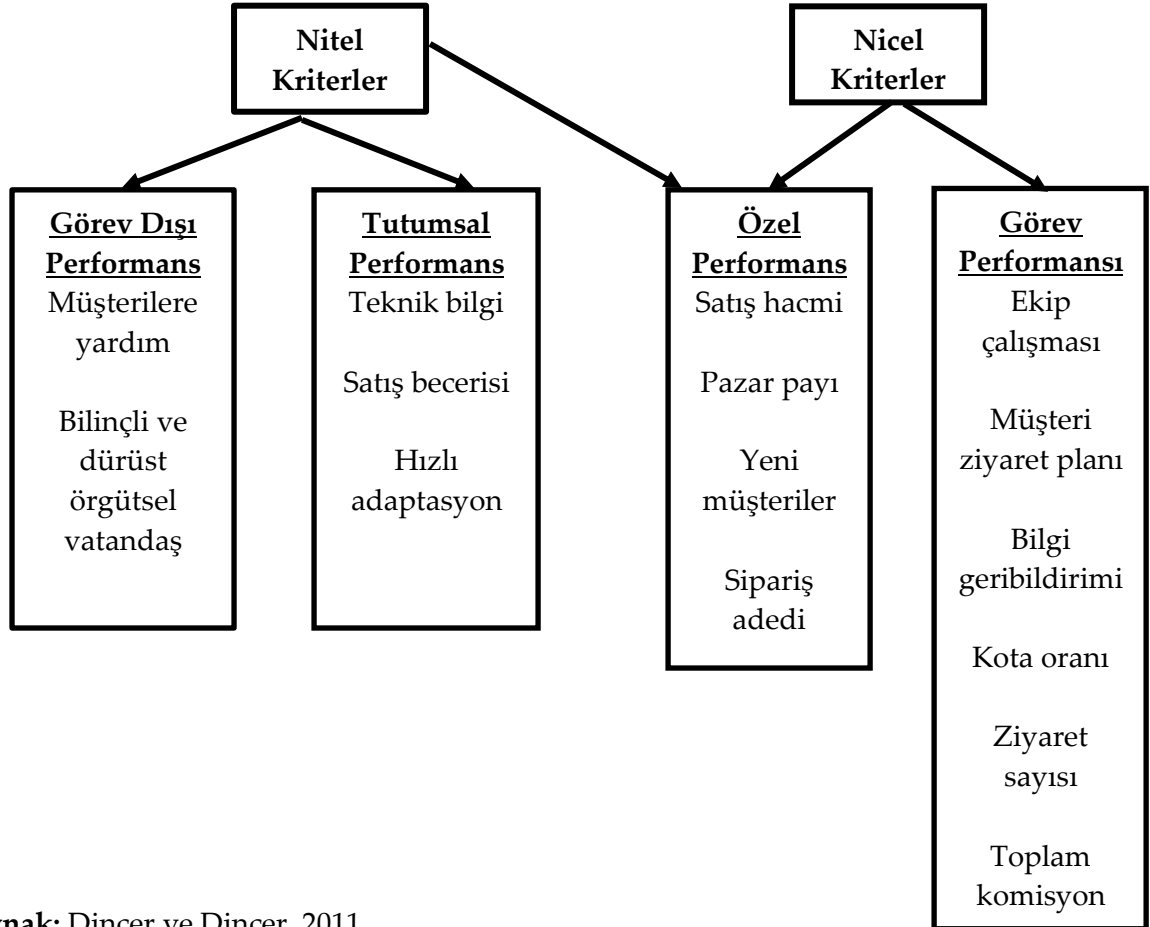 Nitel
Kriterler
Nicel
Kriterler
Görev Dışı
Performans
Müşterilere
yardım
Bilinçli ve
dürüst
örgütsel
vatandaş
Tutumsal
Performans
Teknik bilgi
Satış becerisi
Hızlı
adaptasyon
Özel
Performans
Satış hacmi
Pazar payı
Yeni
müşteriler
Sipariş
adedi
Görev
Performansı
Ekip
çalışması
Müşteri
ziyaret planı
Bilgi
geribildirimi
Kota oranı
Ziyaret
sayısı
Toplam
komisyon
Dinçer ve Dinçer, 2011